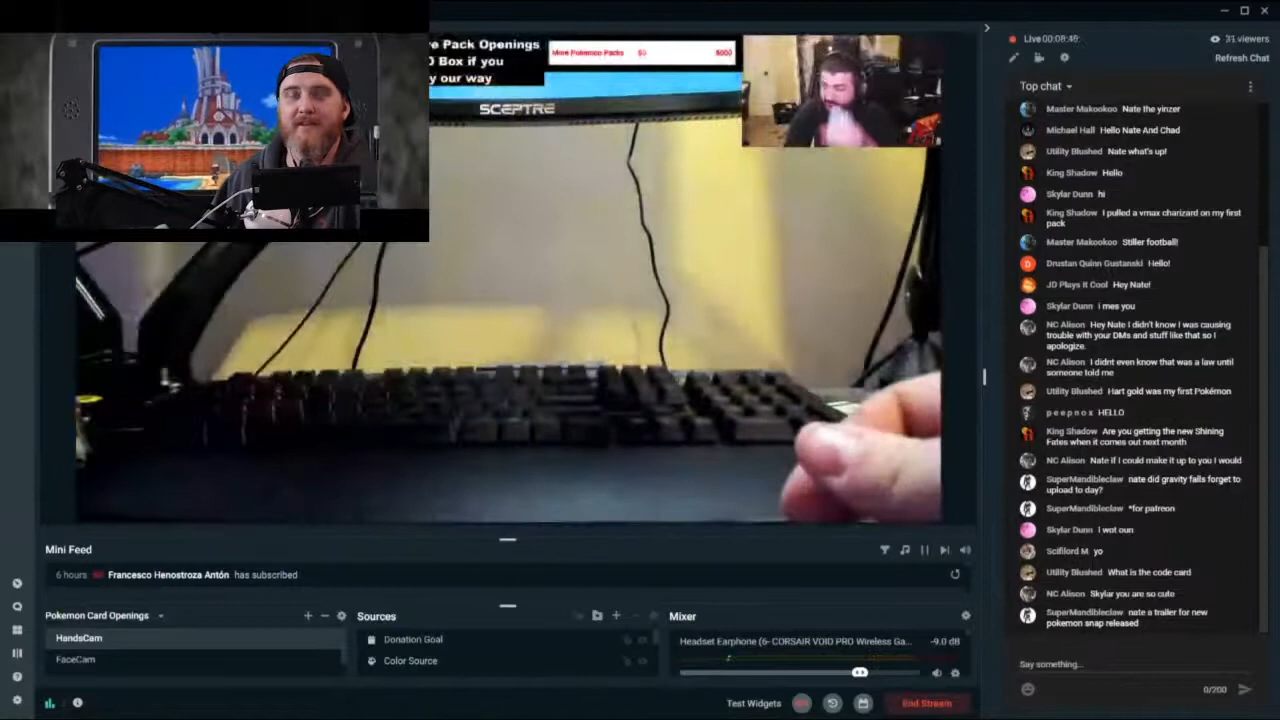 e Pack Openings
Box if you
y our way
More Pokemon Packs $0 $000
SCEPTRE
Live 00:08:48
31 viewers
Refresh Chat
Top chat
Master Makookoo Nate the yinzer
Michael Hall Hello Nate And Chad
Utility Blushed Nate what's up!
King Shadow Hello
Skylar Dunn hi
King Shadow I pulled a vmax charizard on my first
pack
Master Makookoo Stiller football!
Drustan Quinn Gustanski Hello!
JD Plays It Cool Hey Nate!
Skylar Dunn i mes you
NC Alison Hey Nate I didn't know I was causing
trouble with your DMs and stuff like that so I
apologize.
NC Alison I didnt even know that was a law until
someone told me
Utility Blushed Hart gold was my first Pokémon
p e e p n o x HELLO
King Shadow Are you getting the new Shining
Fates when it comes out next month
NC Alison Nate if I could make it up to you I would
SuperMandibleclaw nate did gravity falls forget to
upload to day?
SuperMandibleclaw *for patreon
Skylar Dunn I wot oun
Scifilord M yo
Utility Blushed What is the code card
NC Alison Skylar you are so cute
SuperMandibleclaw nate a trailer for new
pokemon snap released
Say something...
0/200
Mini Feed
6 hours Francesco Henostroza Antón has subscribed
Pokemon Card Openings
HandsCam
FaceCam
Sources
Donation Goal
Color Source
Mixer
Headset Earphone (6- CORSAIR VOID PRO Wireless Ga... -9.0 dB
Test Widgets
End Stream